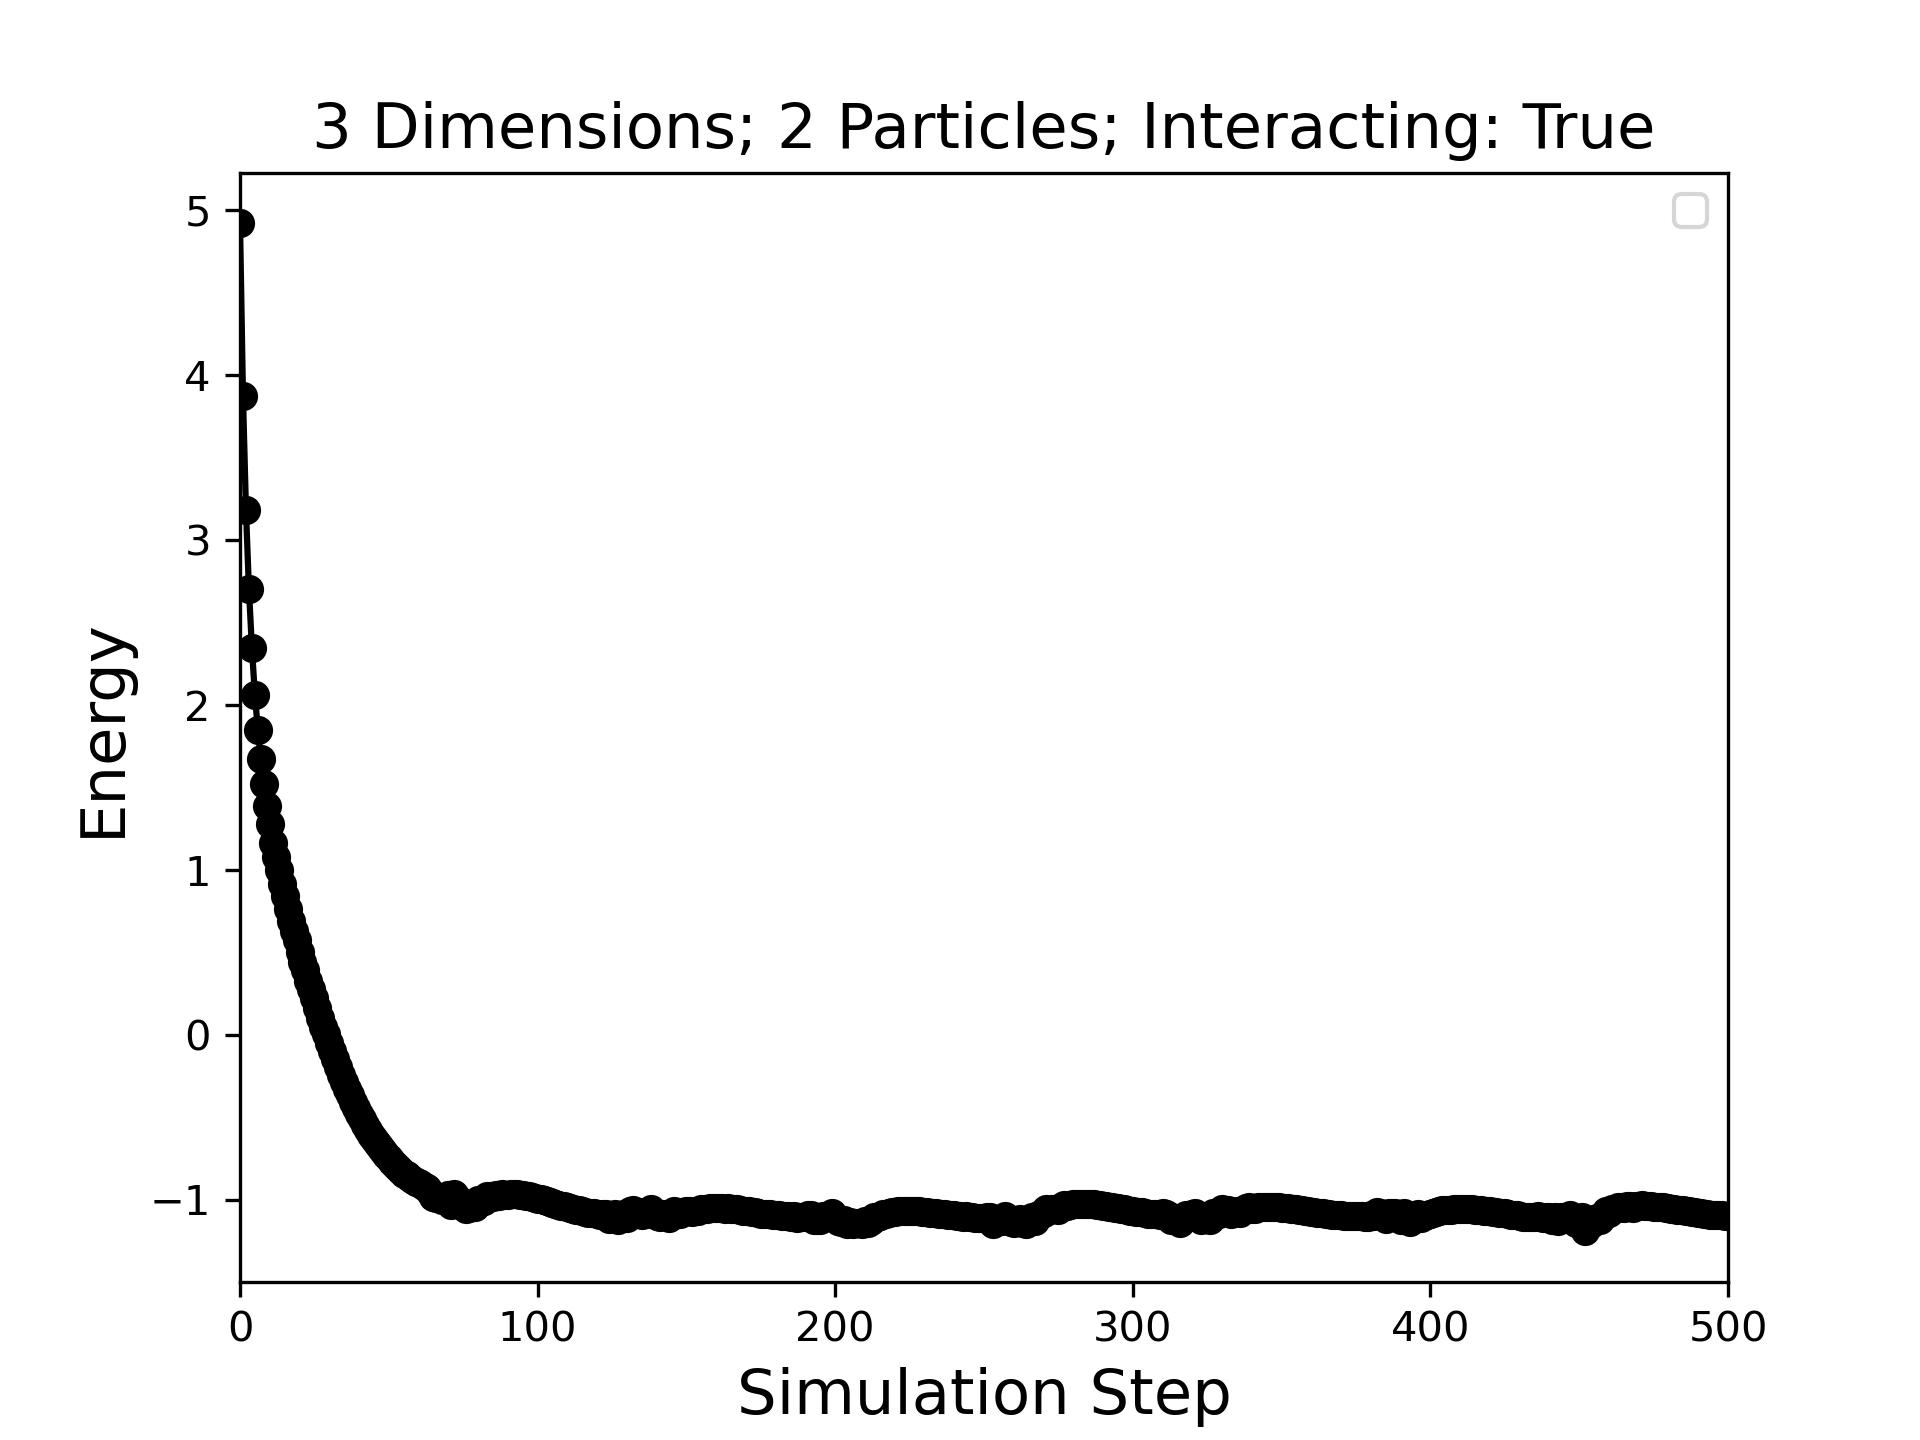 3 Dimensions; 2 Particles; Interacting: True
Energy
5
4
3
2
1
0
−1
0 100 200 300 400 500
Simulation Step